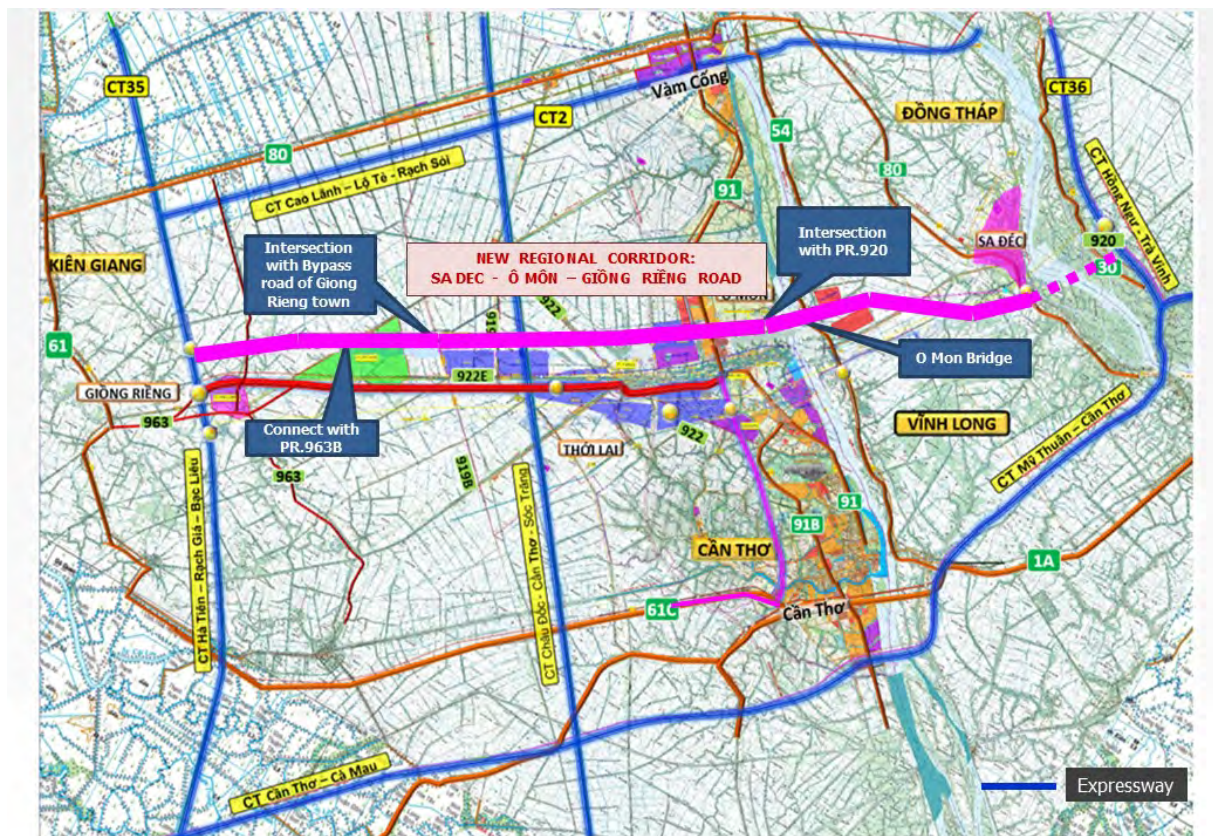 CT35
CT36
Vàm Cống
CT2
54
ĐỒNG THÁP
80
80
CT Hồng Ngự - Trà Vinh
91
CT Cao Lãnh – Lộ Tẻ - Rạch Sỏi
Intersection
with PR.920
SA ĐÉC
920
30
Intersection
with Bypass
road of Giong
Rieng town
NEW REGIONAL CORRIDOR:
SA DEC - Ô MÔN – GIỒNG RIỀNG ROAD
KIÊN GIANG
922
919
61
O Mon Bridge
922E
GIỒNG RIỀNG
963
Connect with
PR.963B
922
VĨNH LONG
THỚI LAI
CT Mỹ Thuận – Cần Thơ
919B
963
CT Hà Tiên – Rạch Giá – Bạc Liêu
CT Châu Đốc - Cần Thơ - Sóc Trăng
91
91B
CẦN THƠ
1A
61C
Cần Thơ
CT Cần Thơ – Cà Mau
Expressway